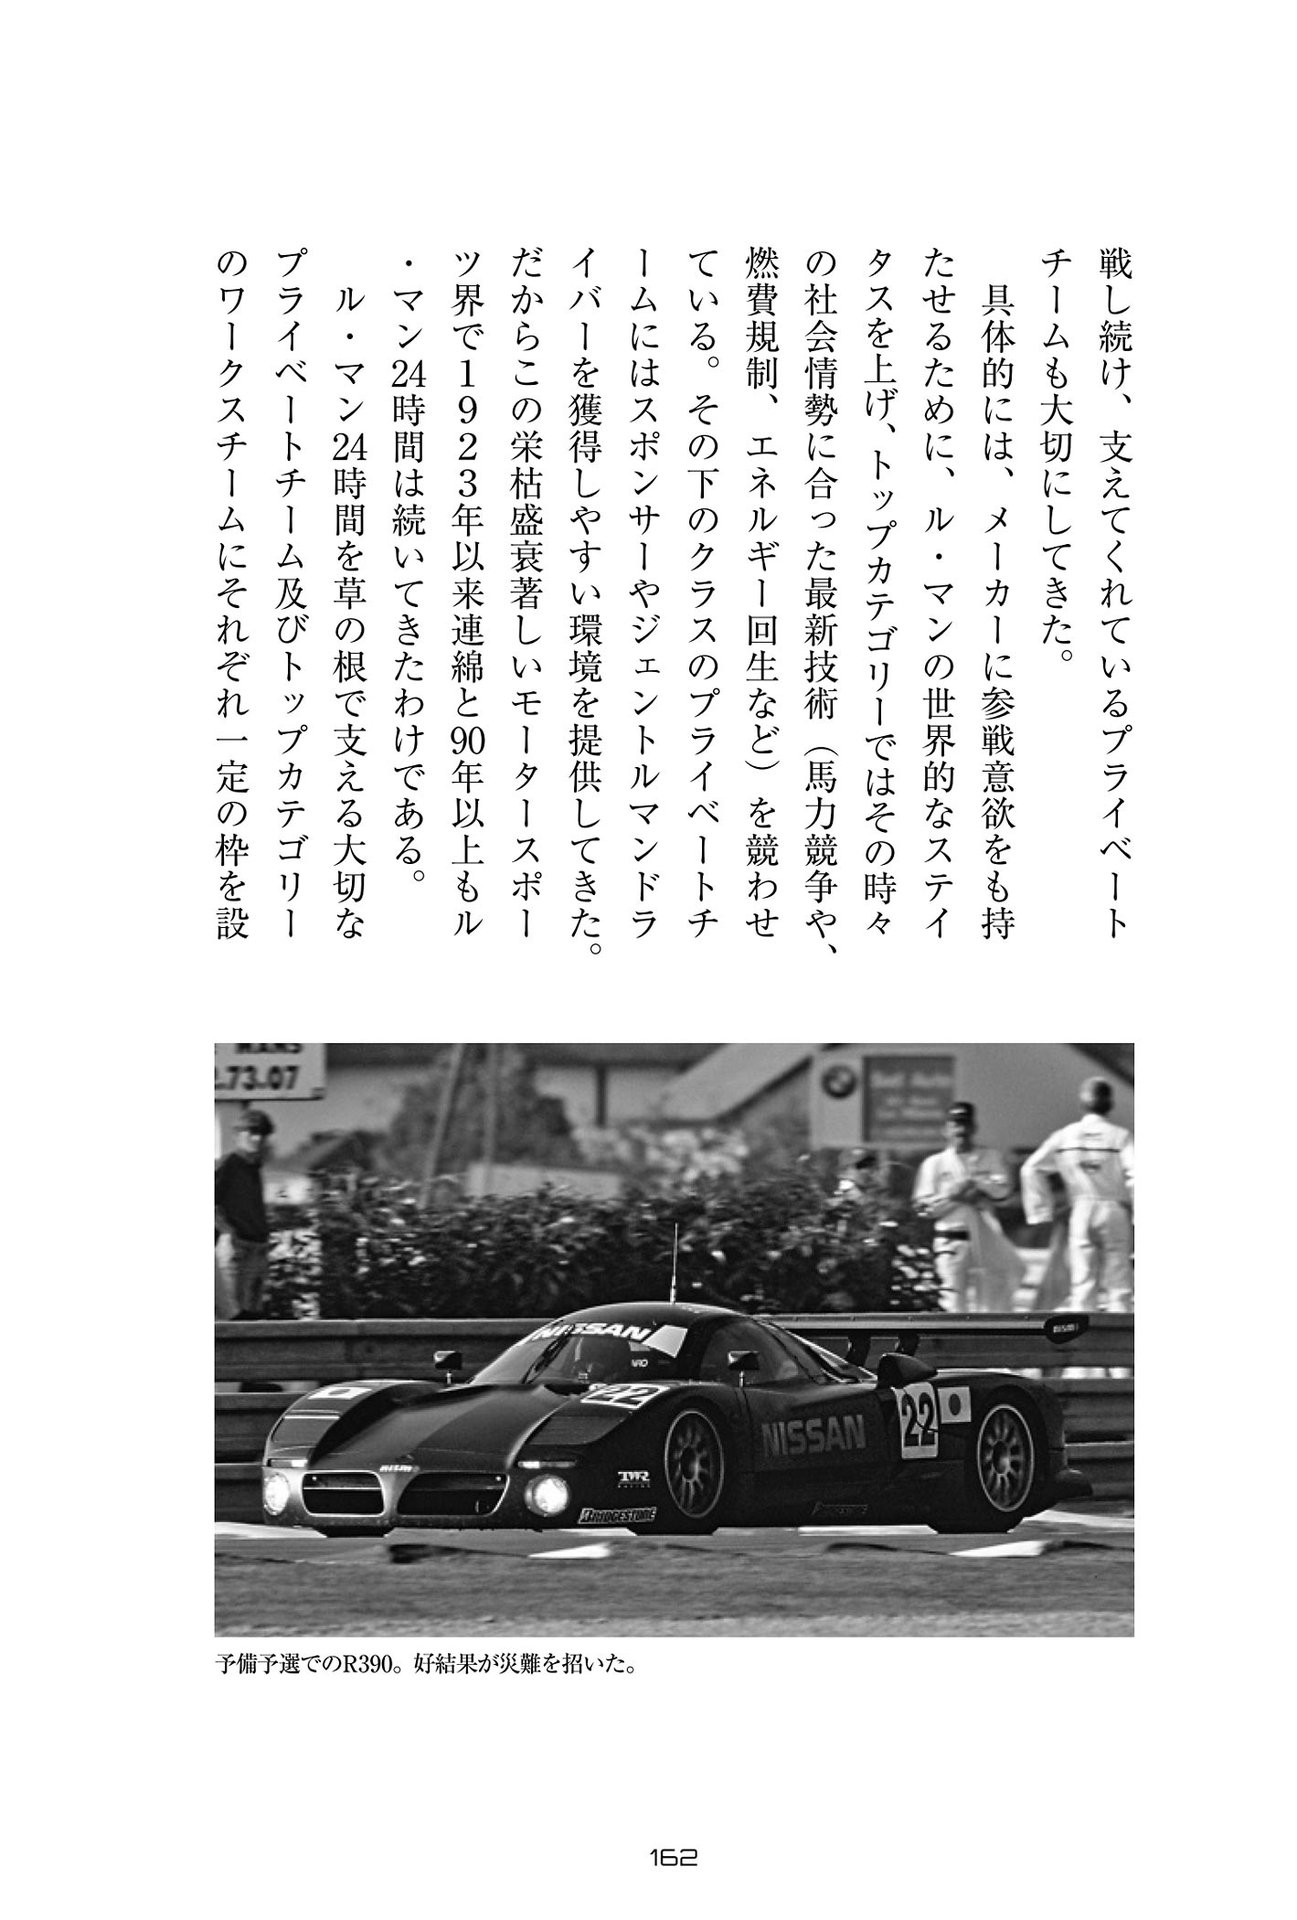 戦し続け、支えてくれているプライベート
チームも大切にしてきた。
　具体的には、メーカーに参戦意欲をも持
たせるために、ル・マンの世界的なステイ
タスを上げ、トップカテゴリーではその時々
の社会情勢に合った最新技術（馬力競争や、
燃費規制、エネルギー回生など）を競わせ
ている。その下のクラスのプライベートチ
ームにはスポンサーやジェントルマンドラ
イバーを獲得しやすい環境を提供してきた。
だからこの栄枯盛衰著しいモータースポー
ツ界で１９２３年以来連綿と90年以上もル
・マン24時間は続いてきたわけである。
　ル・マン24時間を草の根で支える大切な
プライベートチーム及びトップカテゴリー
のワークスチームにそれぞれ一定の枠を設
.73-07
NISSAN
22
NISSAN
22
nismo
TWR
RACING
BRIDGESTONE
予備予選でのR390。好結果が災難を招いた。
162